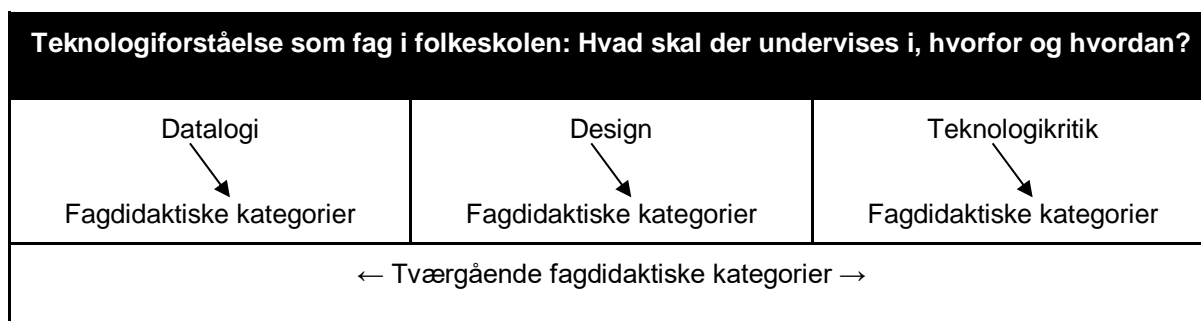 Teknologiforståelse som fag i folkeskolen: Hvad skal der undervises i, hvorfor og hvordan?
Datalogi
Design
Teknologikritik
Fagdidaktiske kategorier
Fagdidaktiske kategorier
Fagdidaktiske kategorier
← Tværgående fagdidaktiske kategorier →